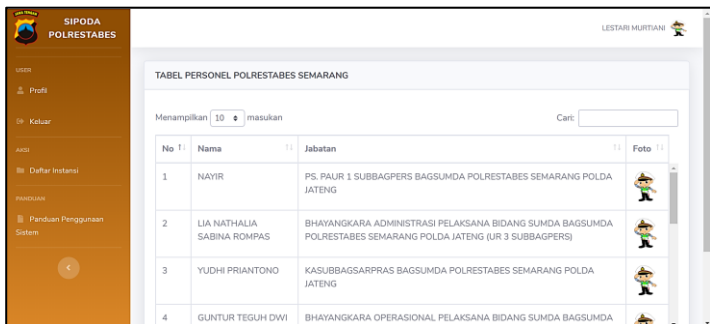 JAWA TENGAH
SIPODA
POLRESTABES
LESTARI MURTIANI
USER
Profil
Keluar
AKSI
Daftar Instansi
PANDUAN
Panduan Penggunaan
Sistem
TABEL PERSONEL POLRESTABES SEMARANG
Menampilkan 10 masukan
Cari:
No Nama Jabatan Foto
1 NAYIR PS. PAUR 1 SUBBAGPERS BAGSUMDA POLRESTABES SEMARANG POLDA
JATENG
2 LIA NATHALIA BHAYANGKARA ADMINISTRASI PELAKSANA BIDANG SUMDA BAGSUMDA
SABINA ROMPAS POLRESTABES SEMARANG POLDA JATENG (UR 3 SUBBAGPERS)
3 YUDHI PRIANTONO KASUBBAGSARPRAS BAGSUMDA POLRESTABES SEMARANG POLDA
JATENG
4 GUNTUR TEGUH DWI BHAYANGKARA OPERASIONAL PELAKSANA BIDANG SUMDA BAGSUMDA